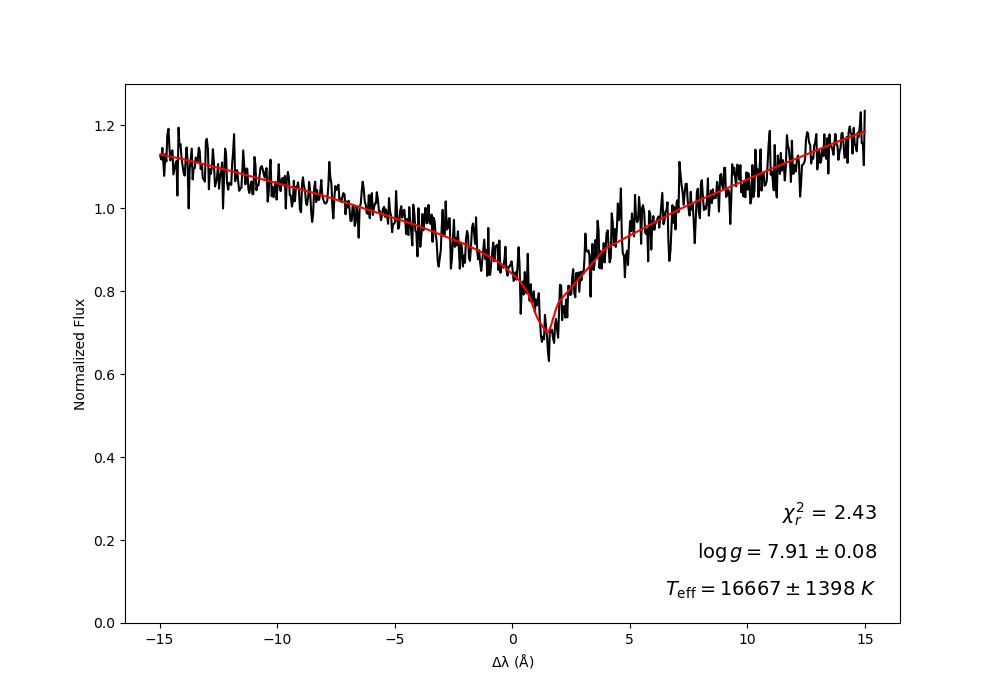 1.2
1.0
0.8
0.6
0.4
0.2
0.0
Normalized Flux
χ²ᵣ = 2.43
log g = 7.91 ± 0.08
T_eff = 16667 ± 1398 K
−15 −10 −5 0 5 10 15
Δλ (Å)